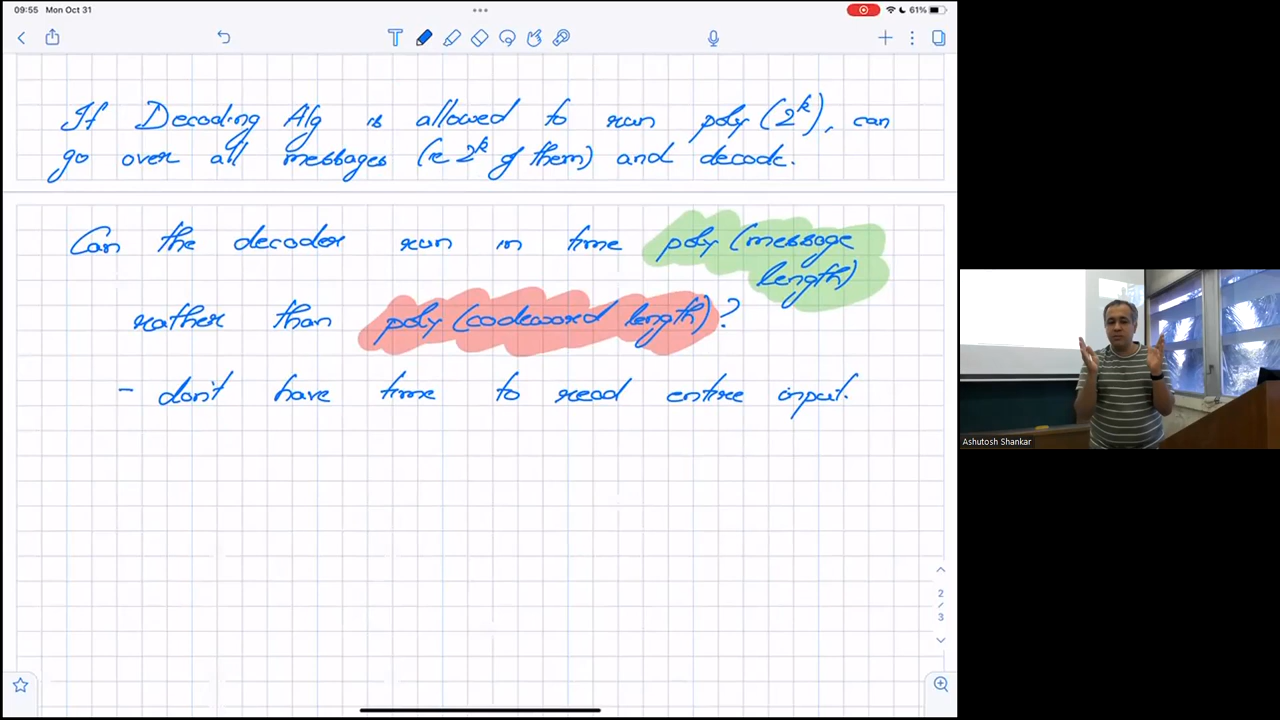 09:55 Mon Oct 31
61%
If Decoding Alg is allowed to run poly (2^k), can
go over all messages (≈ 2^k of them) and decode.
Can the decoder run in time poly (message
length)
rather than poly (codeword length)?
- don't have time to read entire input.
Ashutosh Shankar
2
3